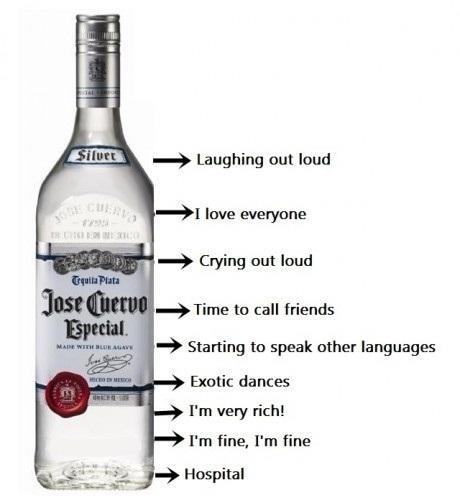 Silver
Laughing out loud
JOSE CUERVO
I love everyone
1795
HECHO EN MEXICO
Crying out loud
Tequila Plata
Jose Cuervo
Time to call friends
Especial.
MADE WITH BLUE AGAVE
Starting to speak other languages
HECHO EN MEXICO
Exotic dances
I'm very rich!
I'm fine, I'm fine
Hospital